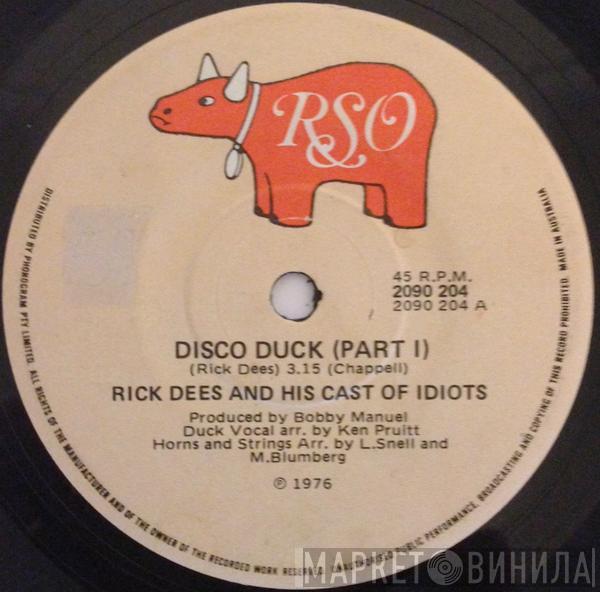 RSO
45 R.P.M.
2090 204
2090 204 A
DISCO DUCK (PART I)
(Rick Dees) 3.15 (Chappell)
RICK DEES AND HIS CAST OF IDIOTS
Produced by Bobby Manuel
Duck Vocal arr. by Ken Pruitt
Horns and Strings Arr. by L.Snell and
M.Blumberg
℗ 1976
DISTRIBUTED BY PHONOGRAM PTY LIMITED. ALL RIGHTS OF THE MANUFACTURER AND OF THE OWNER OF THE RECORDED WORK RESERVED. UNAUTHORISED PUBLIC PERFORMANCE, BROADCASTING AND COPYING OF THIS RECORD PROHIBITED. MADE IN AUSTRALIA.
МАРКЕТ ВИНИЛА